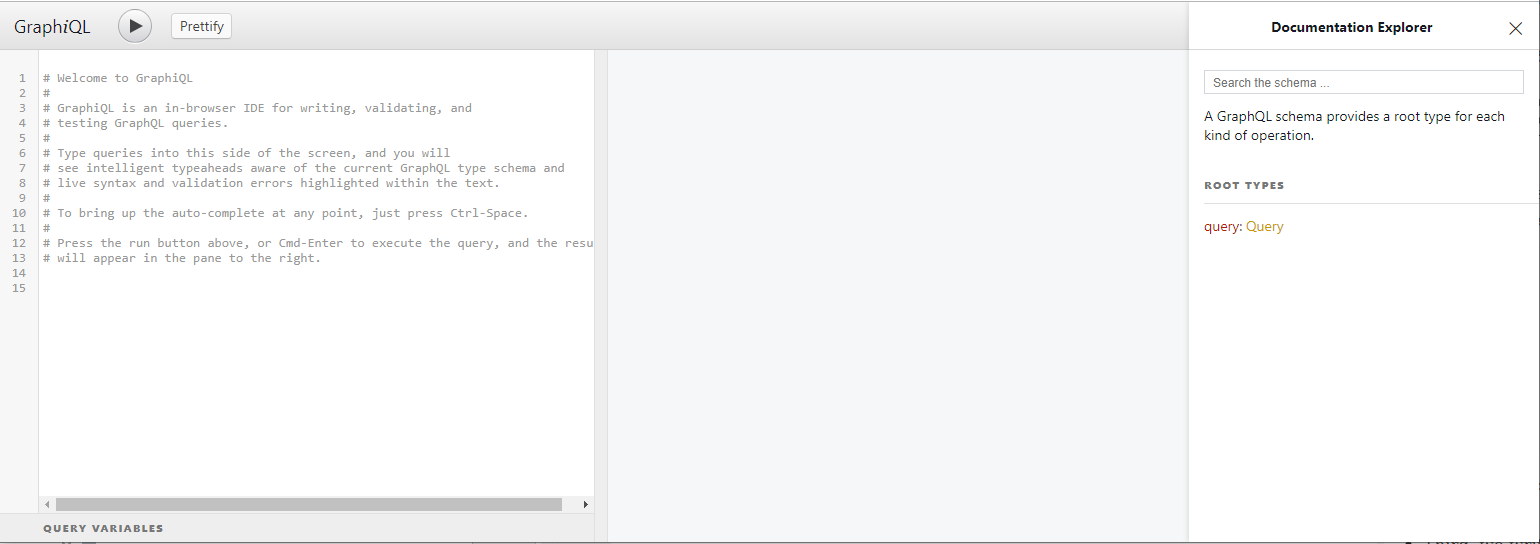 GraphiQL
Prettify
1 # Welcome to GraphiQL
2 #
3 # GraphiQL is an in-browser IDE for writing, validating, and
4 # testing GraphQL queries.
5 #
6 # Type queries into this side of the screen, and you will
7 # see intelligent typeaheads aware of the current GraphQL type schema and
8 # live syntax and validation errors highlighted within the text.
9 #
10 # To bring up the auto-complete at any point, just press Ctrl-Space.
11 #
12 # Press the run button above, or Cmd-Enter to execute the query, and the resu
13 # will appear in the pane to the right.
14
15
QUERY VARIABLES
Documentation Explorer
Search the schema ...
A GraphQL schema provides a root type for each
kind of operation.
ROOT TYPES
query: Query